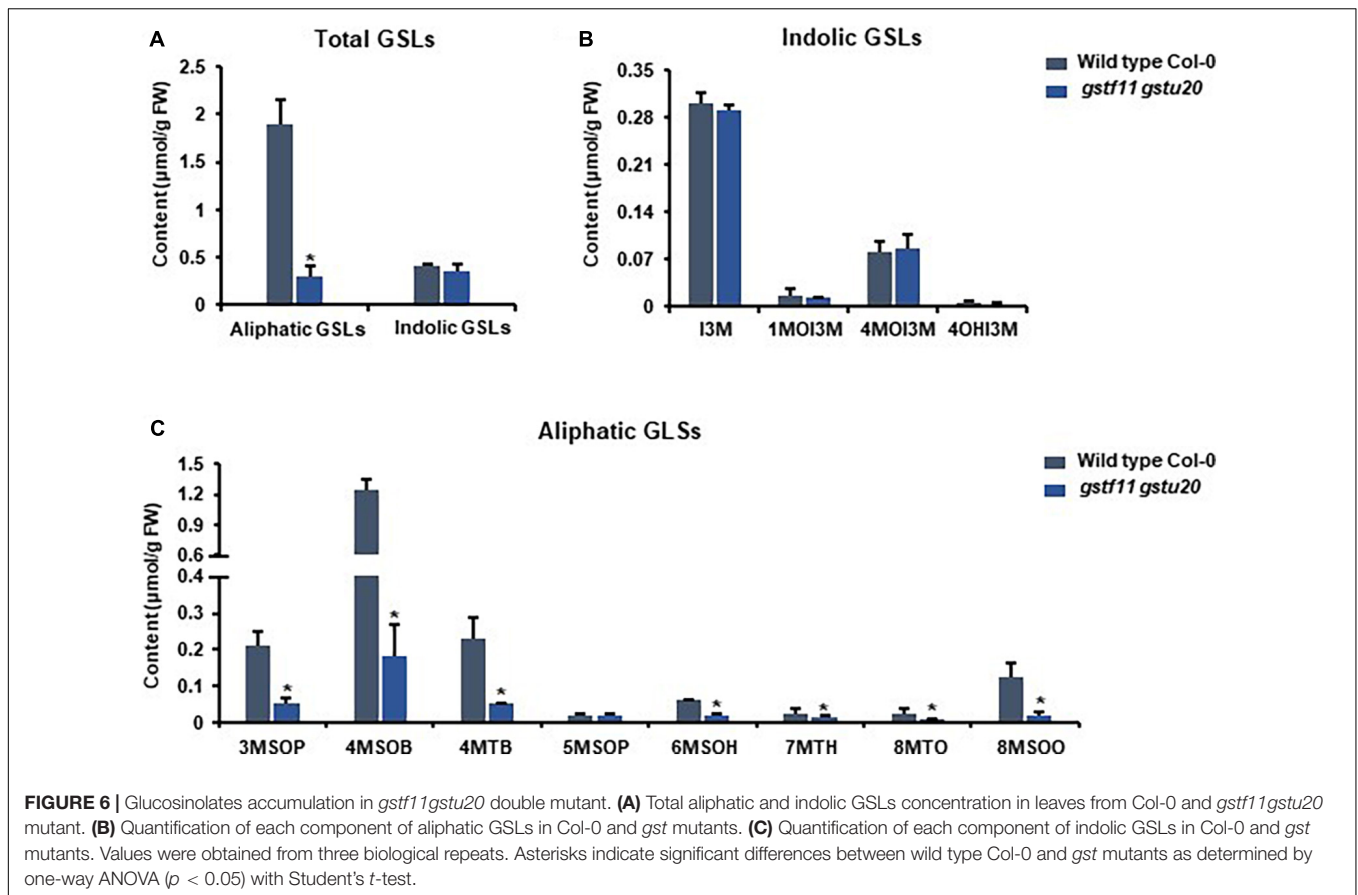 A
Total GSLs
Content (µmol/g FW)
2.5
2
1.5
1
0.5
0
*
Aliphatic GSLs
Indolic GSLs
B
Indolic GSLs
Content (µmol/g FW)
0.35
0.28
0.21
0.14
0.07
0
I3M
1MOI3M
4MOI3M
4OHI3M
Wild type Col-0
gstf11 gstu20
C
Aliphatic GLSs
Content (µmol/g FW)
1.5
1.2
0.9
0.6
0.4
0.3
0.2
0.1
0
* * * * * * *
3MSOP
4MSOB
4MTB
5MSOP
6MSOH
7MTH
8MTO
8MSOO
Wild type Col-0
gstf11 gstu20
FIGURE 6 | Glucosinolates accumulation in gstf11gstu20 double mutant. (A) Total aliphatic and indolic GSLs concentration in leaves from Col-0 and gstf11gstu20
mutant. (B) Quantification of each component of aliphatic GSLs in Col-0 and gst mutants. (C) Quantification of each component of indolic GSLs in Col-0 and gst
mutants. Values were obtained from three biological repeats. Asterisks indicate significant differences between wild type Col-0 and gst mutants as determined by
one-way ANOVA (p < 0.05) with Student's t-test.